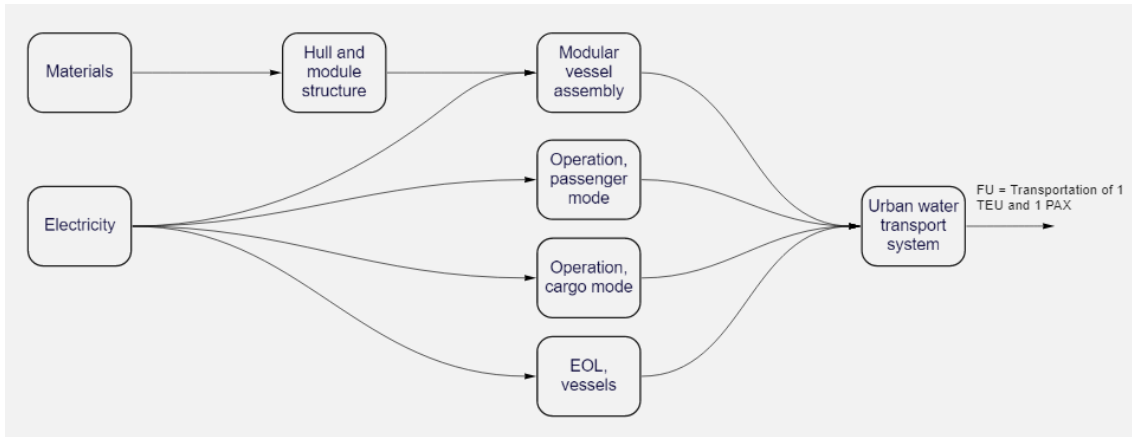 Materials
Hull and
module
structure
Modular
vessel
assembly
Operation,
passenger
mode
Electricity
Urban water
transport
system
FU = Transportation of 1
TEU and 1 PAX
Operation,
cargo mode
EOL,
vessels